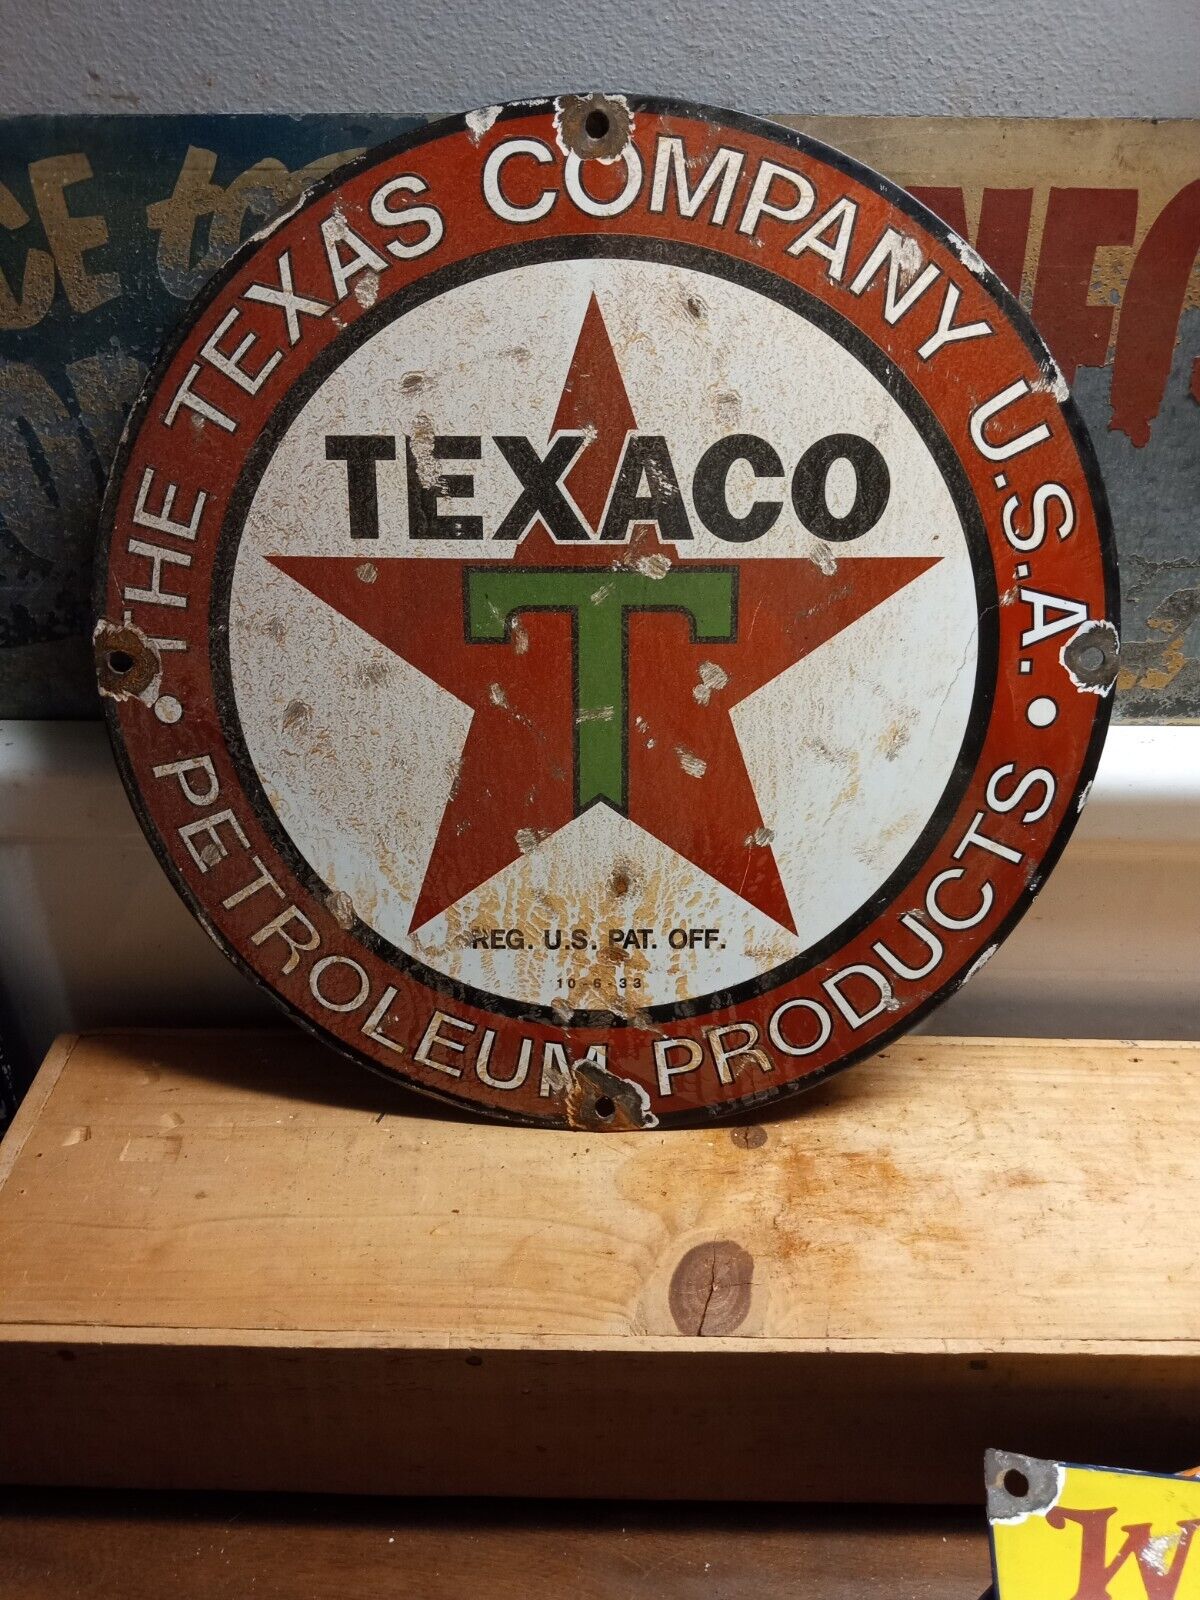 THE TEXAS COMPANY U.S.A.
TEXACO
T
REG. U.S. PAT. OFF.
10-6-33
• PETROLEUM PRODUCTS •
W